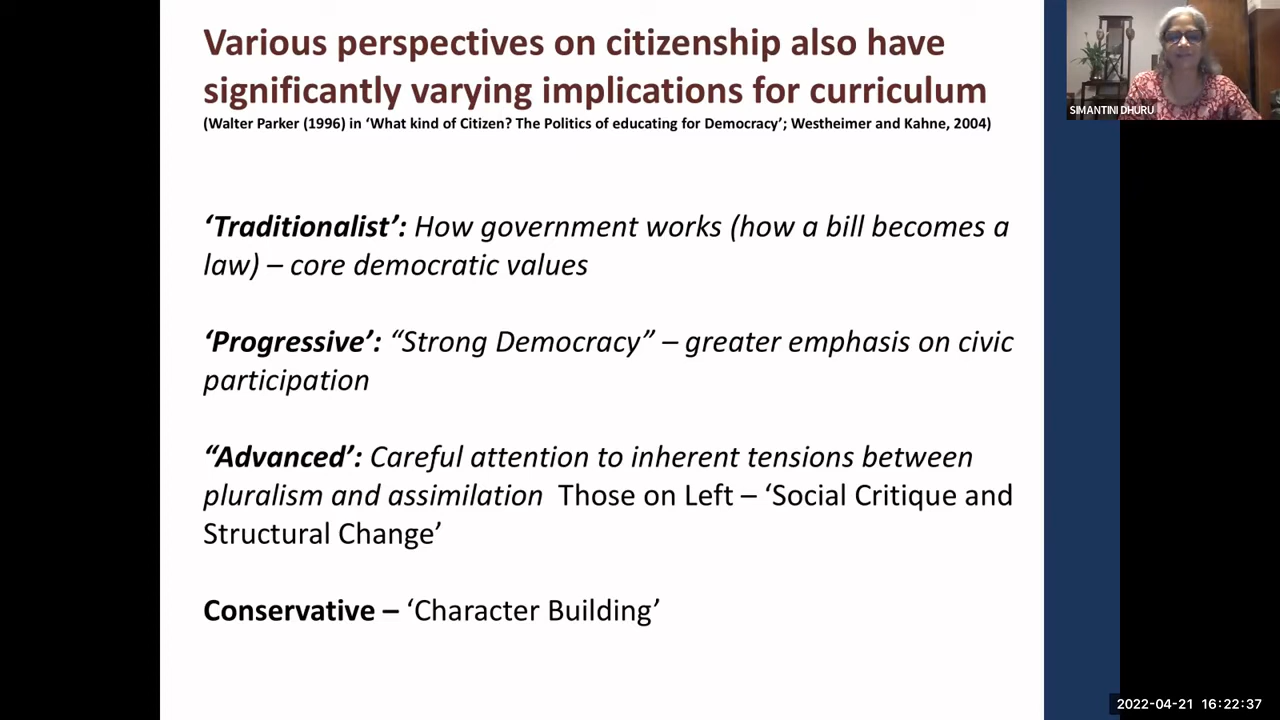 Various perspectives on citizenship also have
significantly varying implications for curriculum
(Walter Parker (1996) in ‘What kind of Citizen? The Politics of educating for Democracy’; Westheimer and Kahne, 2004)
SIMANTINI DHURU
‘Traditionalist’: How government works (how a bill becomes a
law) – core democratic values
‘Progressive’: “Strong Democracy” – greater emphasis on civic
participation
“Advanced’: Careful attention to inherent tensions between
pluralism and assimilation Those on Left – ‘Social Critique and
Structural Change’
Conservative – ‘Character Building’
2022-04-21 16:22:37